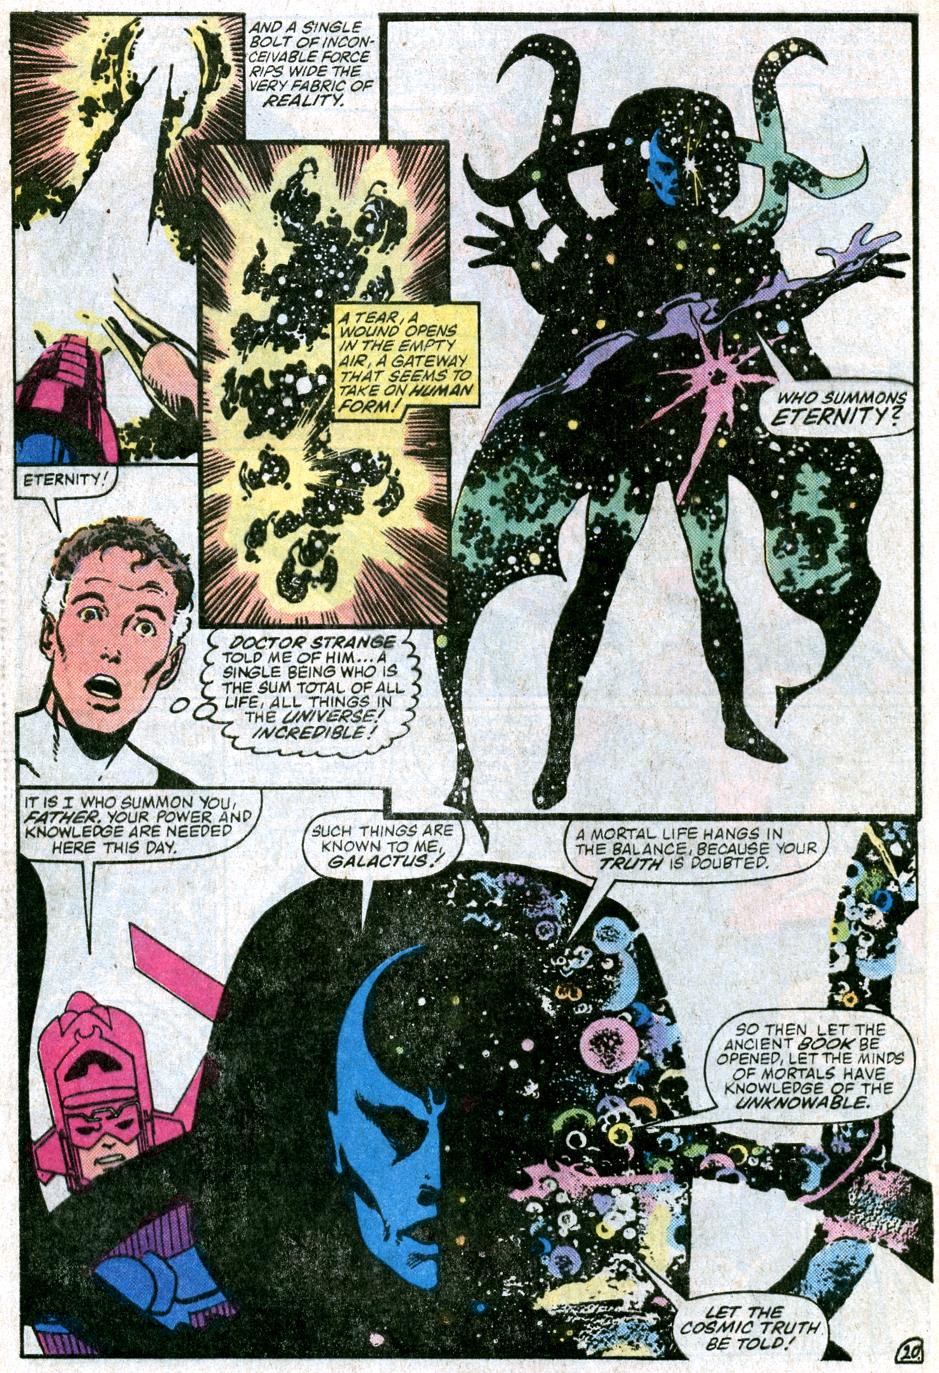 AND A SINGLE
BOLT OF INCON-
CEIVABLE FORCE
RIPS WIDE THE
VERY FABRIC OF
REALITY.
A TEAR, A
WOUND OPENS
IN THE EMPTY
AIR, A GATEWAY
THAT SEEMS TO
TAKE ON HUMAN
FORM!
WHO SUMMONS
ETERNITY?
ETERNITY!
DOCTOR STRANGE
TOLD ME OF HIM... A
SINGLE BEING WHO IS
THE SUM TOTAL OF ALL
LIFE, ALL THINGS IN
THE UNIVERSE!
INCREDIBLE!
IT IS I WHO SUMMON YOU,
FATHER. YOUR POWER AND
KNOWLEDGE ARE NEEDED
HERE THIS DAY.
SUCH THINGS ARE
KNOWN TO ME,
GALACTUS!
A MORTAL LIFE HANGS IN
THE BALANCE, BECAUSE YOUR
TRUTH IS DOUBTED.
SO THEN LET THE
ANCIENT BOOK BE
OPENED, LET THE MINDS
OF MORTALS HAVE
KNOWLEDGE OF THE
UNKNOWABLE.
LET THE
COSMIC TRUTH
BE TOLD!
20